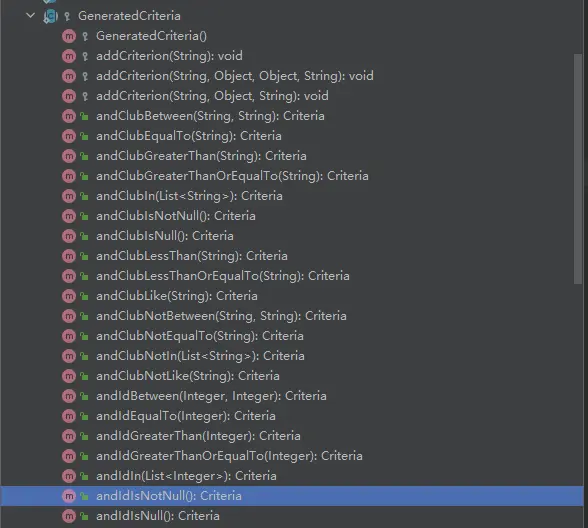 GeneratedCriteria
GeneratedCriteria()
addCriterion(String): void
addCriterion(String, Object, Object, String): void
addCriterion(String, Object, String): void
andClubBetween(String, String): Criteria
andClubEqualTo(String): Criteria
andClubGreaterThan(String): Criteria
andClubGreaterThanOrEqualTo(String): Criteria
andClubIn(List<String>): Criteria
andClubIsNotNull(): Criteria
andClubIsNull(): Criteria
andClubLessThan(String): Criteria
andClubLessThanOrEqualTo(String): Criteria
andClubLike(String): Criteria
andClubNotBetween(String, String): Criteria
andClubNotEqualTo(String): Criteria
andClubNotIn(List<String>): Criteria
andClubNotLike(String): Criteria
andIdBetween(Integer, Integer): Criteria
andIdEqualTo(Integer): Criteria
andIdGreaterThan(Integer): Criteria
andIdGreaterThanOrEqualTo(Integer): Criteria
andIdIn(List<Integer>): Criteria
andIdIsNotNull(): Criteria
andIdIsNull(): Criteria